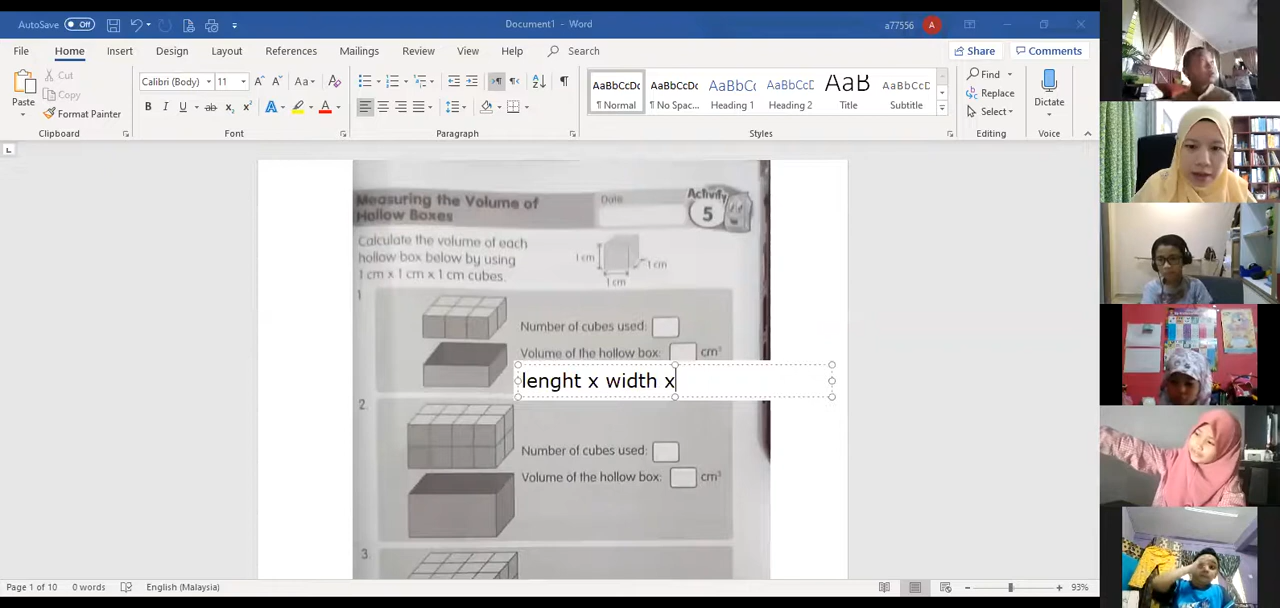 AutoSave Off
Document1 - Word
a77556 A
File Home Insert Design Layout References Mailings Review View Help Search Share Comments
Paste
Cut
Copy
Format Painter
Clipboard
Calibri (Body) 11
Font
Paragraph
AaBbCcDc AaBbCcDc AaBbC AaBbCcD AaB AaBbCcD
¶ Normal ¶ No Spac... Heading 1 Heading 2 Title Subtitle
Styles
Find
Replace
Select
Editing
Dictate
Voice
Measuring the Volume of
Hollow Boxes
Date
Activity
5
Calculate the volume of each
hollow box below by using
1 cm x 1 cm x 1 cm cubes.
1 cm
1 cm
1 cm
1
Number of cubes used:
Volume of the hollow box: cm³
lenght x width x
2.
Number of cubes used:
Volume of the hollow box: cm³
3.
Page 1 of 10 0 words English (Malaysia) 93%